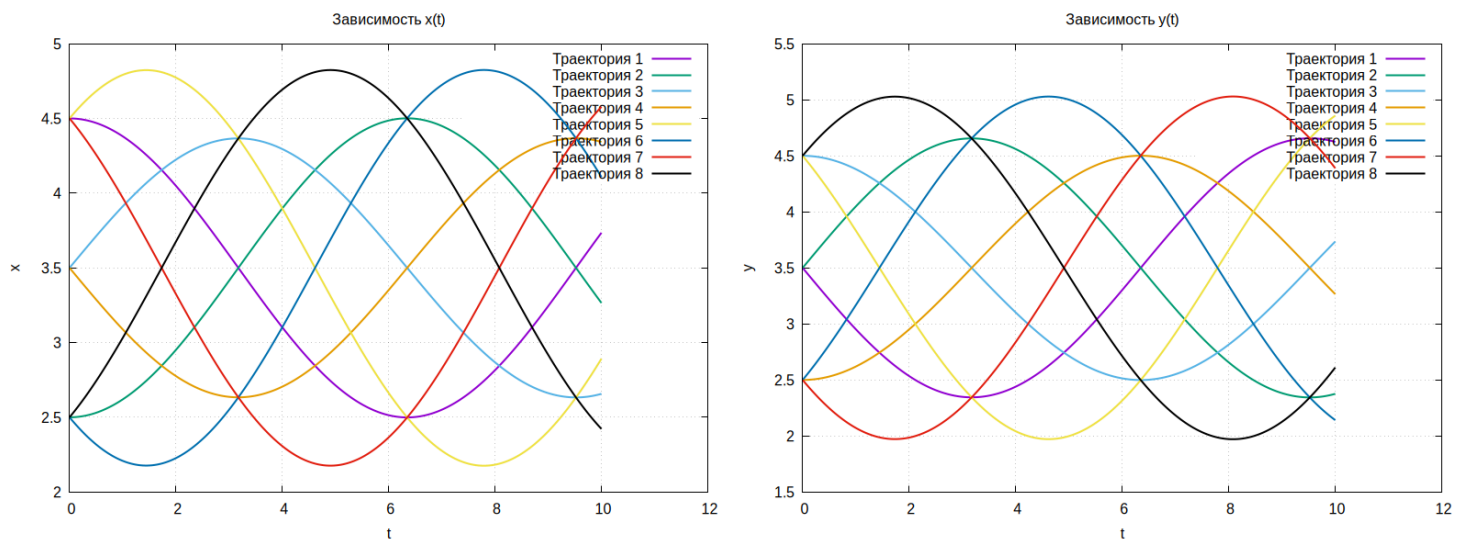 Зависимость x(t)
5
4.5
4
3.5
3
2.5
2
x
0 2 4 6 8 10 12
t
Траектория 1
Траектория 2
Траектория 3
Траектория 4
Траектория 5
Траектория 6
Траектория 7
Траектория 8
Зависимость y(t)
5.5
5
4.5
4
3.5
3
2.5
2
1.5
y
0 2 4 6 8 10 12
t
Траектория 1
Траектория 2
Траектория 3
Траектория 4
Траектория 5
Траектория 6
Траектория 7
Траектория 8